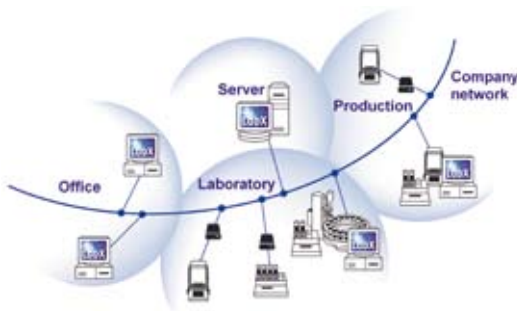 Company
network
Server
Production
Office
Laboratory